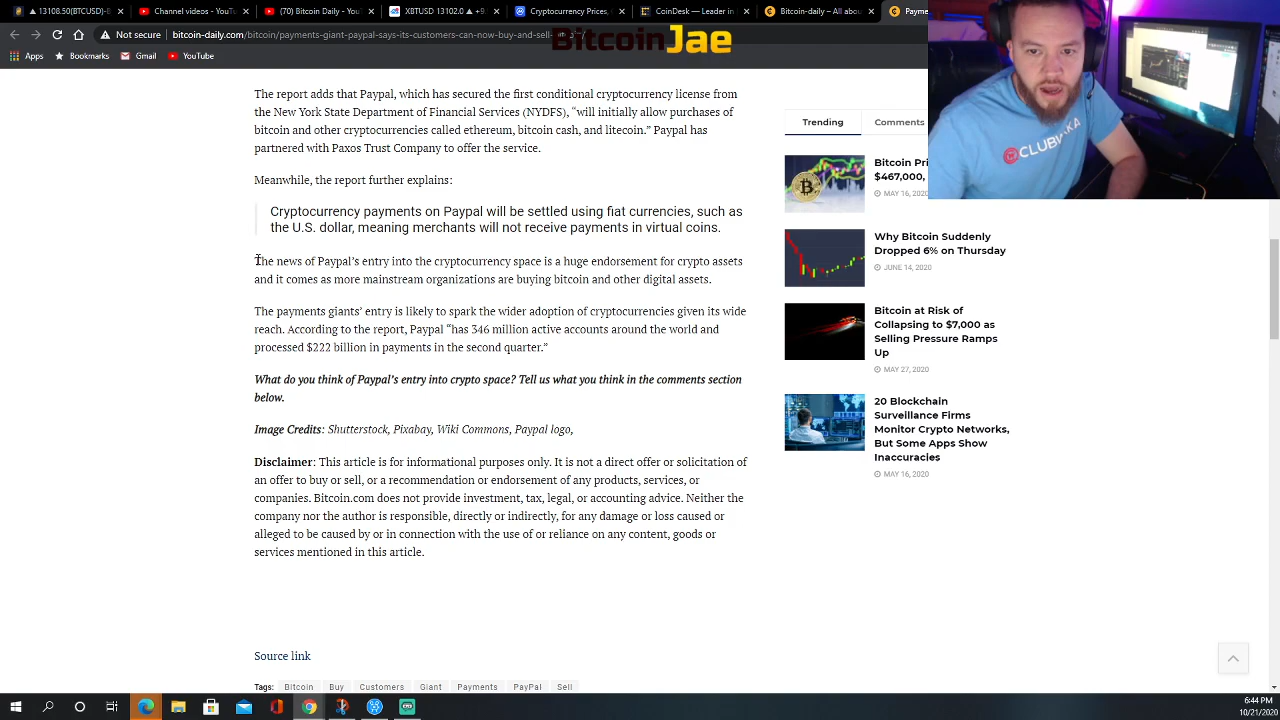 13108.50(BITC)-B
Channel videos - YouTub
(70) Bitcoin Daily - YouT
XBTUSD 13102.0 ▲ +9.
Cryptocurrency Prices,
CoinDesk — Leader in
Bitcoin-daily – All abou
Not secure
bitcoin-daily.com/bitco
Apps
Bookmarks
Gmail
YouTube
BitcoinJae
The report adds that Paypal, which has secured the first conditional cryptocurrency license from
the New York State Department of Financial Services (NYDFS), “will initially allow purchases of
bitcoin and other cryptocurrencies called ethereum, bitcoin cash, and litecoin.” Paypal has
partnered with Paxos Trust Company to offer the service.
Meanwhile, the report further explains:
Cryptocurrency payments on Paypal will be settled using fiat currencies, such as
the U.S. dollar, meaning merchants will not receive payments in virtual coins.
The news of Paypal’s entry into the cryptocurrency space is a huge endorsement for crypto assets
and it comes as more mainstream organizations are buying bitcoin and other digital assets.
The payments giants’ entry is likely to spark the wider adoption of cryptocurrencies given its wide
reach. According to the report, Paypal “has 346 million active accounts around the world and
processed $222 billion in payments in the second quarter.”
What do you think of Paypal’s entry into crypto space? Tell us what you think in the comments section
below.
Image Credits: Shutterstock, Pixabay, Wiki Commons, Paypal logo,
Disclaimer: This article is for informational purposes only. It is not a direct offer or solicitation of
an offer to buy or sell, or a recommendation or endorsement of any products, services, or
companies. Bitcoin.com does not provide investment, tax, legal, or accounting advice. Neither the
company nor the author is responsible, directly or indirectly, for any damage or loss caused or
alleged to be caused by or in connection with the use of or reliance on any content, goods or
services mentioned in this article.
Source link
Tags:
Bitcoin
Buy
Customers
Giant
Payments
PayPal
Sell
Trending
Comments
Bitcoin Pri
$467,000,
MAY 16, 2020
Why Bitcoin Suddenly
Dropped 6% on Thursday
JUNE 14, 2020
Bitcoin at Risk of
Collapsing to $7,000 as
Selling Pressure Ramps
Up
MAY 27, 2020
20 Blockchain
Surveillance Firms
Monitor Crypto Networks,
But Some Apps Show
Inaccuracies
MAY 16, 2020
6:44 PM
10/21/2020